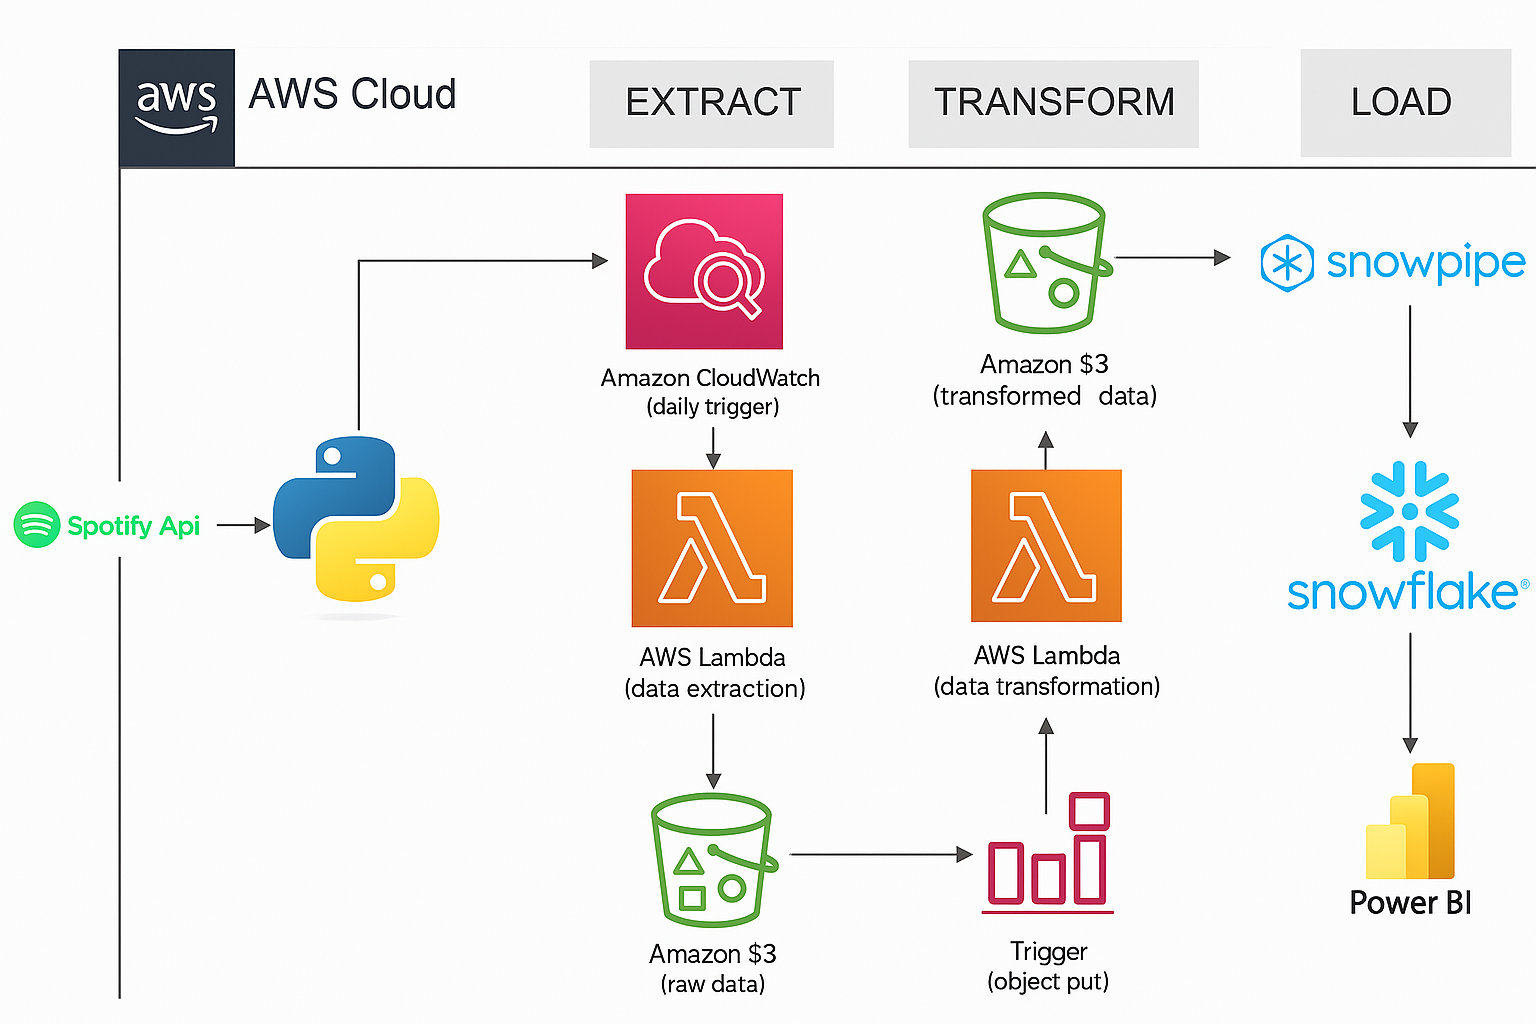 aws
AWS Cloud
EXTRACT
TRANSFORM
LOAD
Amazon CloudWatch
(daily trigger)
Amazon $3
(transformed data)
snowpipe
Spotify Api
AWS Lambda
(data extraction)
AWS Lambda
(data transformation)
snowflake®
Amazon $3
(raw data)
Trigger
(object put)
Power BI